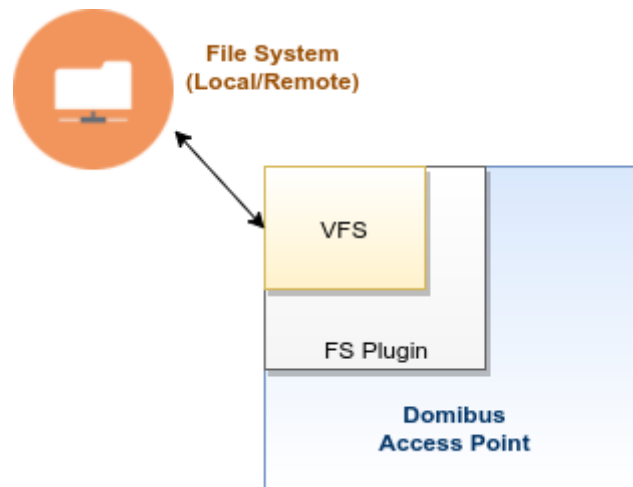 File System
(Local/Remote)
VFS
FS Plugin
Domibus
Access Point